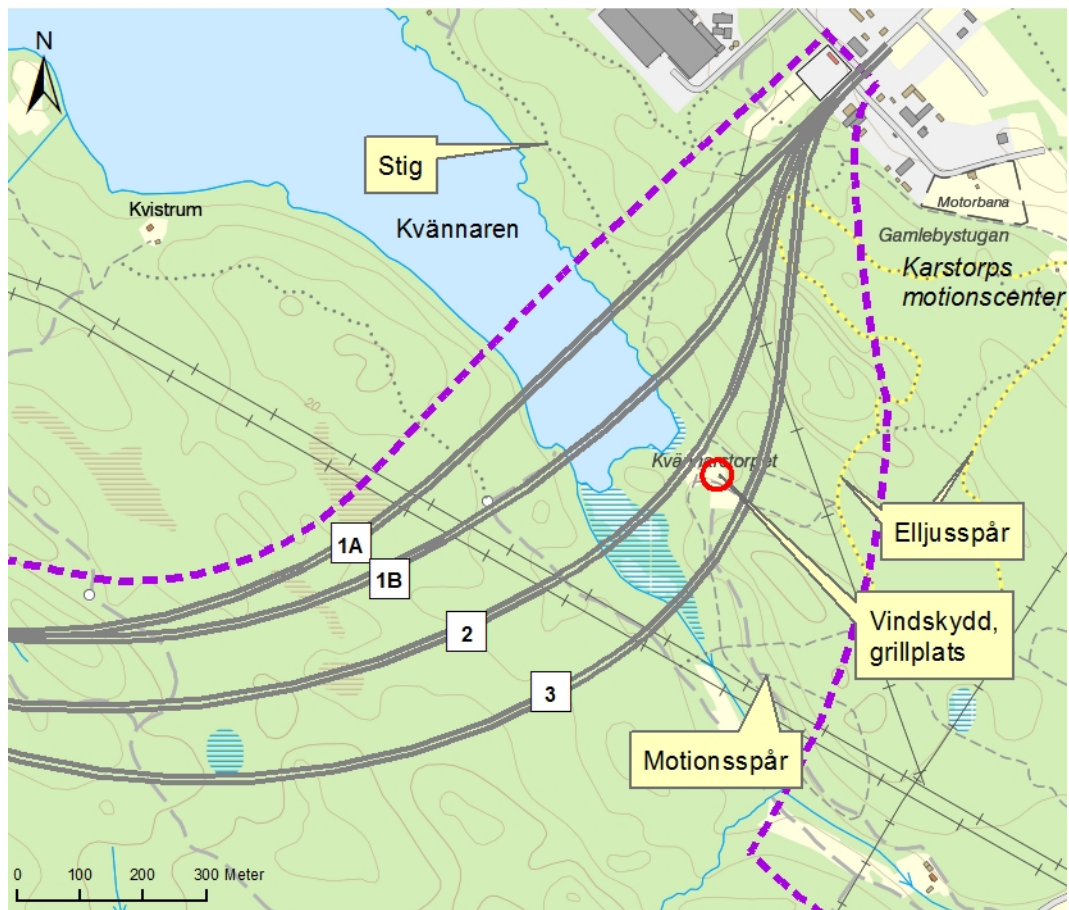 N
Stig
Kvistrum
Kvännaren
Motorbana
Gamlebystugan
Karstorps
motionscenter
20
Kvännarstorpet
Elljusspår
1A
1B
Vindskydd,
grillplats
2
3
Motionsspår
0 100 200 300 Meter